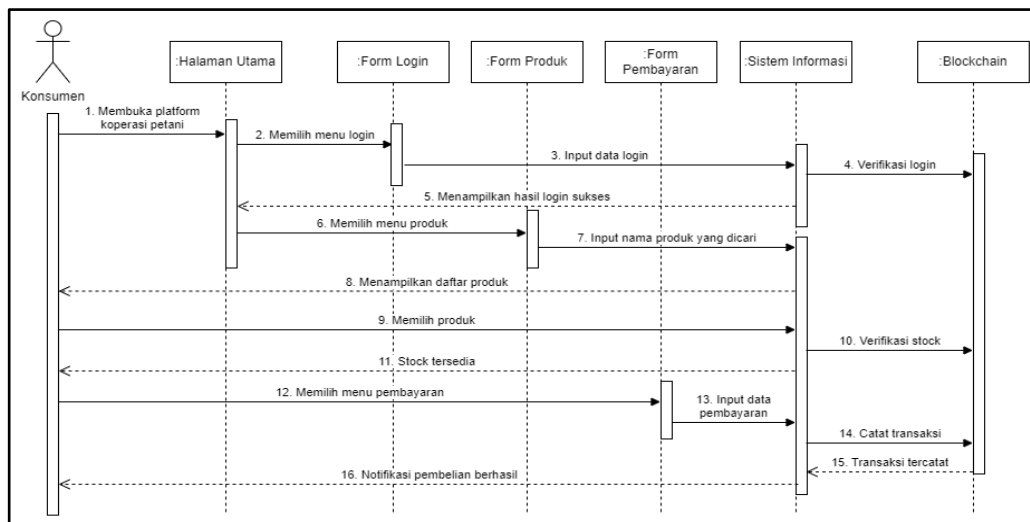 Konsumen
:Halaman Utama
:Form Login
:Form Produk
:Form
Pembayaran
:Sistem Informasi
:Blockchain
1. Membuka platform
koperasi petani
2. Memilih menu login
3. Input data login
4. Verifikasi login
5. Menampilkan hasil login sukses
6. Memilih menu produk
7. Input nama produk yang dicari
8. Menampilkan daftar produk
9. Memilih produk
10. Verifikasi stock
11. Stock tersedia
12. Memilih menu pembayaran
13. Input data
pembayaran
14. Catat transaksi
15. Transaksi tercatat
16. Notifikasi pembelian berhasil